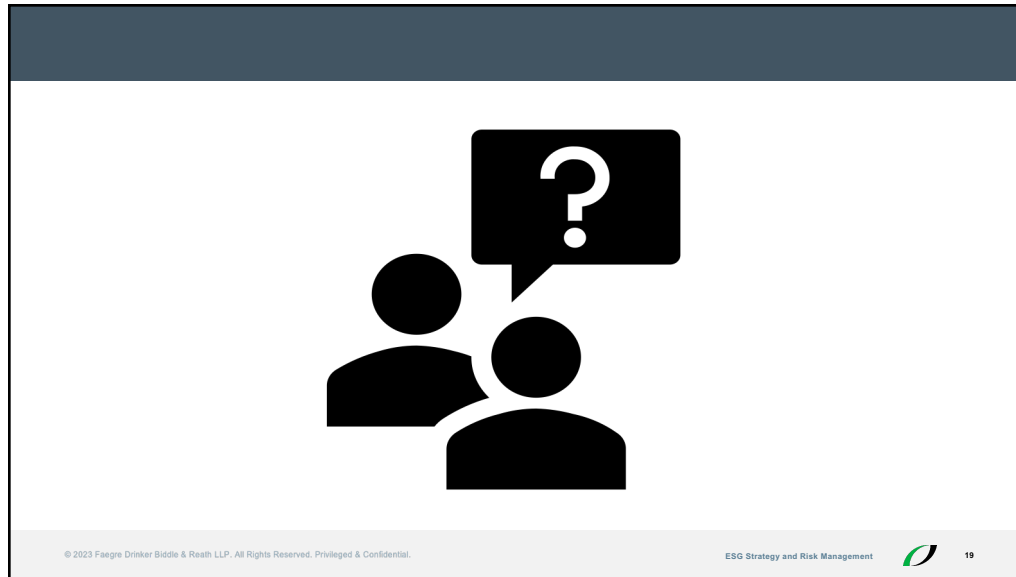 ?
© 2023 Faegre Drinker Biddle & Reath LLP. All Rights Reserved. Privileged & Confidential.
ESG Strategy and Risk Management
19